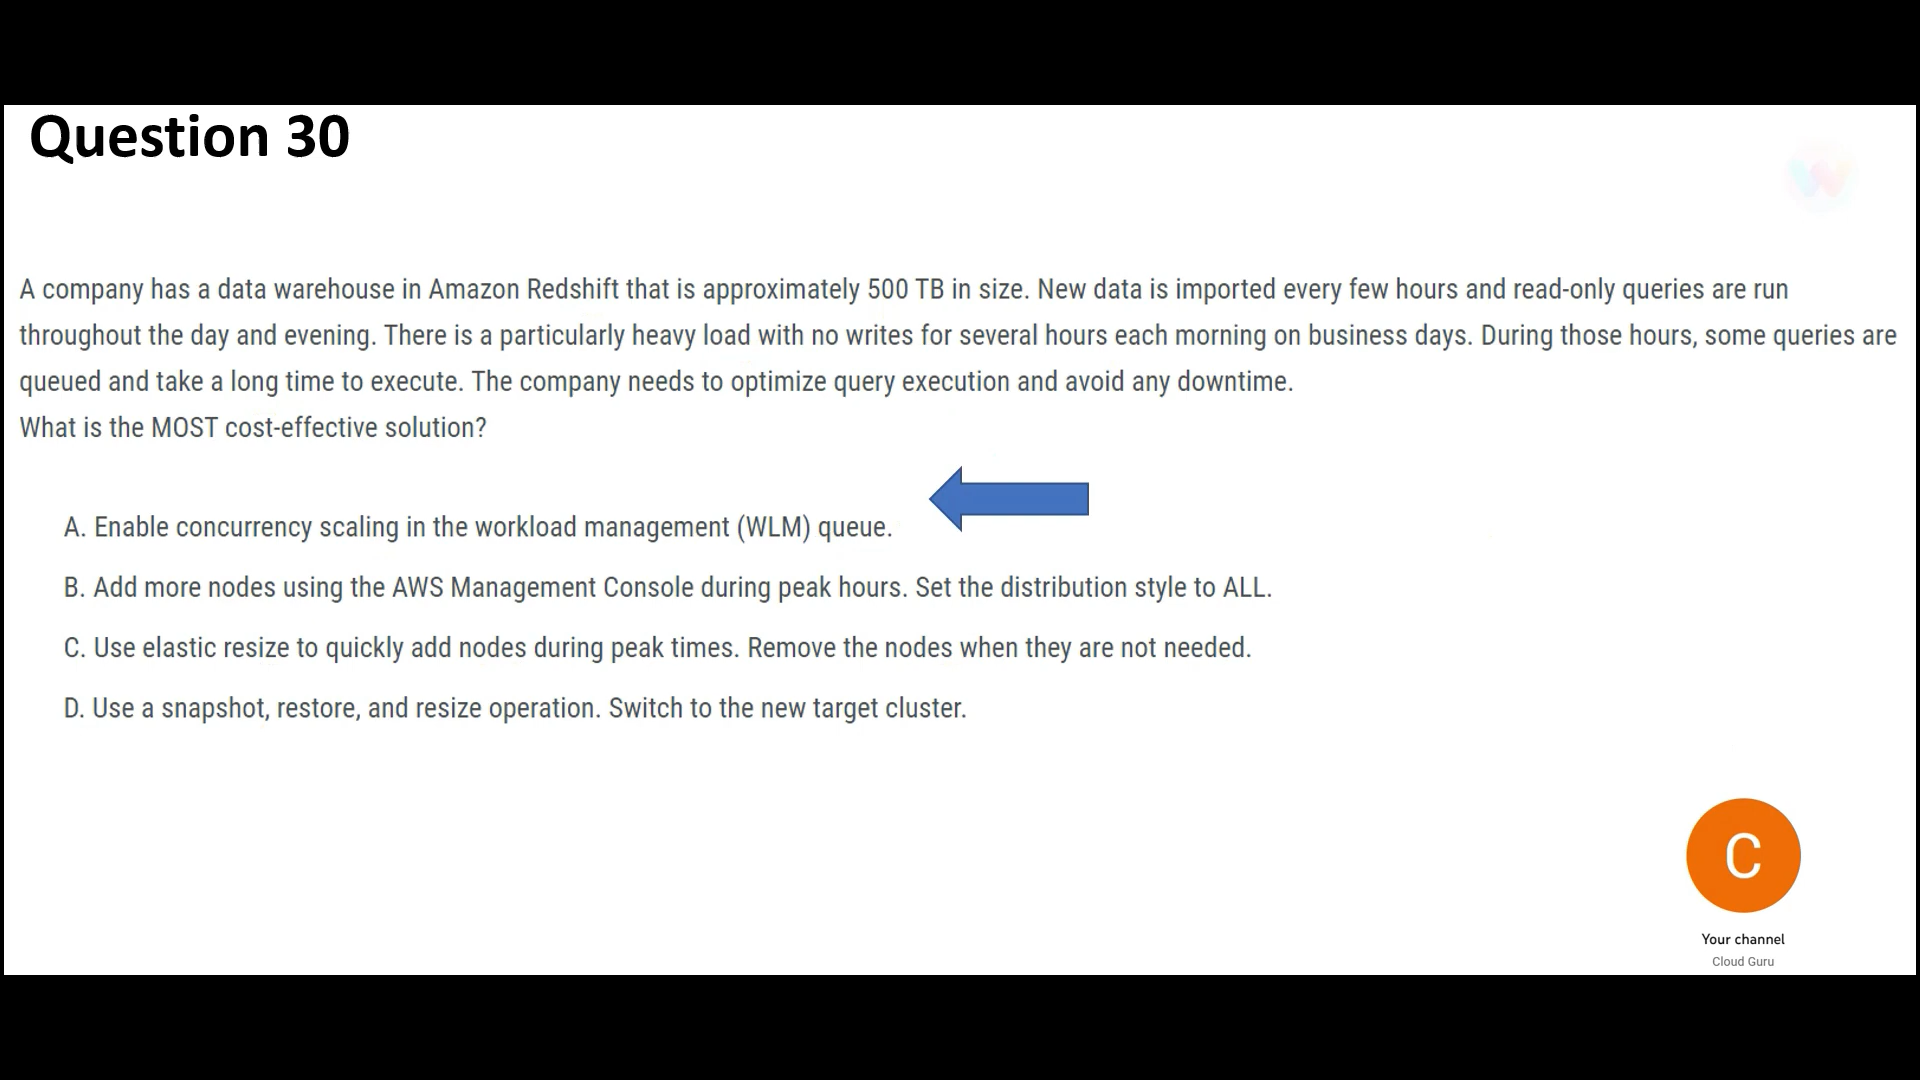 Question 30
A company has a data warehouse in Amazon Redshift that is approximately 500 TB in size. New data is imported every few hours and read-only queries are run
throughout the day and evening. There is a particularly heavy load with no writes for several hours each morning on business days. During those hours, some queries are
queued and take a long time to execute. The company needs to optimize query execution and avoid any downtime.
What is the MOST cost-effective solution?
A. Enable concurrency scaling in the workload management (WLM) queue.
B. Add more nodes using the AWS Management Console during peak hours. Set the distribution style to ALL.
C. Use elastic resize to quickly add nodes during peak times. Remove the nodes when they are not needed.
D. Use a snapshot, restore, and resize operation. Switch to the new target cluster.
C
Your channel
Cloud Guru